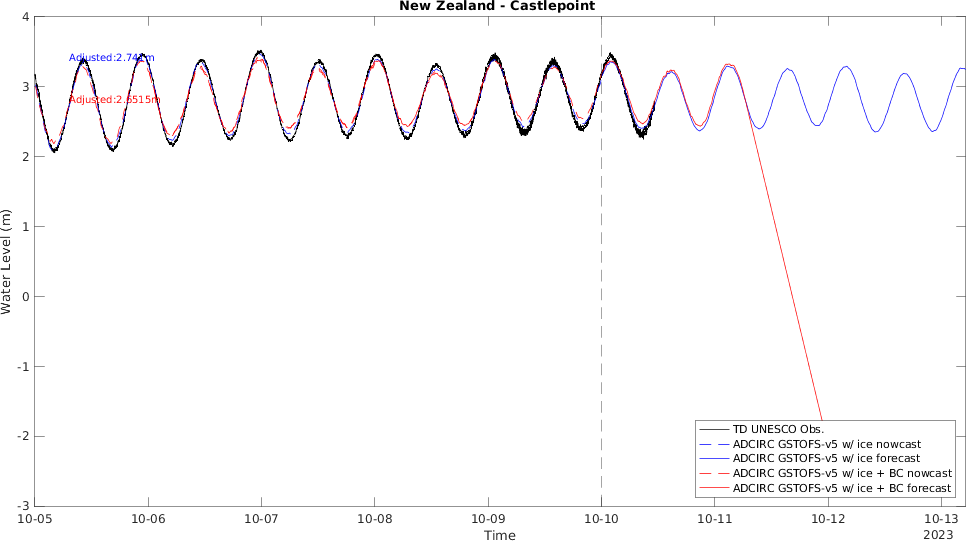 New Zealand - Castlepoint
4
3
2
1
0
-1
-2
-3
Water Level (m)
Adjusted:2.741m
TD UNESCO Obs.
ADCIRC GSTOFS-v5 w/ ice nowcast
ADCIRC GSTOFS-v5 w/ ice forecast
ADCIRC GSTOFS-v5 w/ ice + BC nowcast
ADCIRC GSTOFS-v5 w/ ice + BC forecast
10-05 10-06 10-07 10-08 10-09 10-10 10-11 10-12 10-13
Time
2023